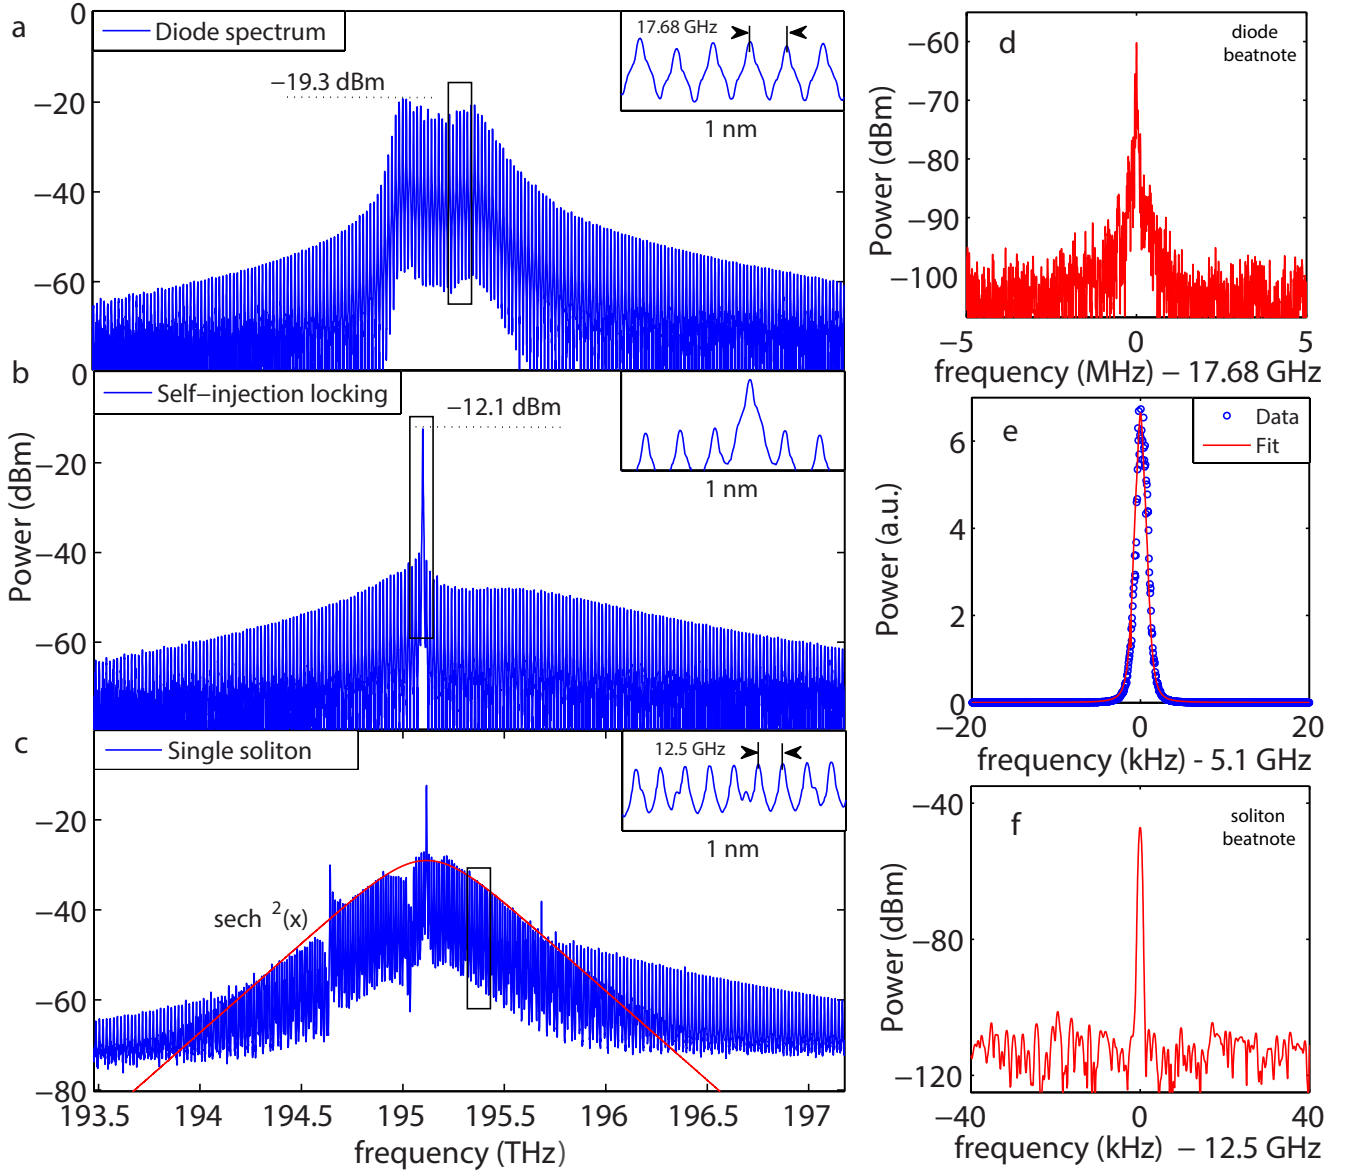 a
0
−20
−40
−60
Diode spectrum
−19.3 dBm
17.68 GHz
1 nm
b
0
−20
−40
−60
Power (dBm)
Self−injection locking
−12.1 dBm
1 nm
c
−20
−40
−60
−80
Single soliton
12.5 GHz
1 nm
sech ²(x)
193.5 194 194.5 195 195.5 196 196.5 197
frequency (THz)
d
diode
beatnote
−60
−70
−80
−90
−100
Power (dBm)
−5 0 5
frequency (MHz) − 17.68 GHz
e
Data
Fit
6
4
2
0
Power (a.u.)
−20 0 20
frequency (kHz) - 5.1 GHz
f
soliton
beatnote
−40
−80
−120
Power (dBm)
−40 0 40
frequency (kHz) − 12.5 GHz